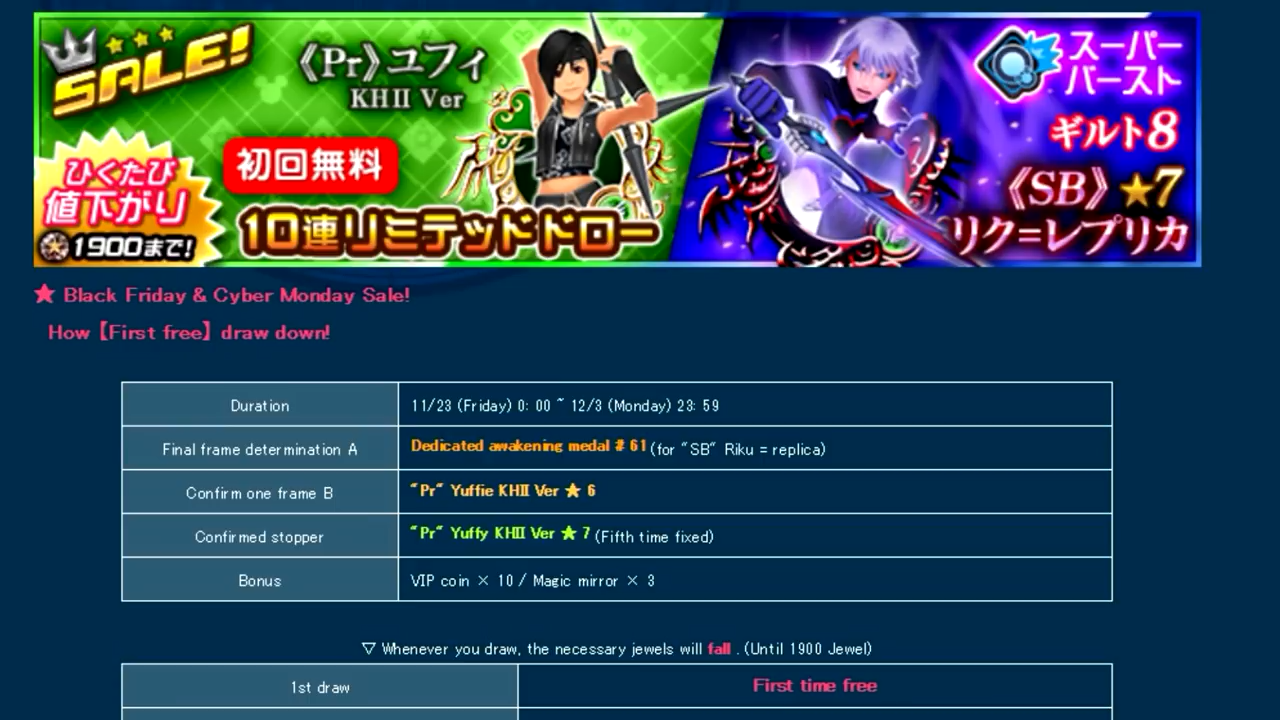 SALE!
《Pr》ユフィ
KHII Ver
初回無料
ひくたび
値下がり
1900まで!
10連リミテッドドロー
スーパー
バースト
ギルト8
《SB》★7
リク=レプリカ
★ Black Friday & Cyber Monday Sale!
How【First free】draw down!
Duration 11/23 (Friday) 0: 00 ~ 12/3 (Monday) 23: 59
Final frame determination A Dedicated awakening medal # 61 (for "SB" Riku = replica)
Confirm one frame B "Pr" Yuffie KHII Ver ★ 6
Confirmed stopper "Pr" Yuffy KHII Ver ★ 7 (Fifth time fixed)
Bonus VIP coin × 10 / Magic mirror × 3
▽ Whenever you draw, the necessary jewels will fall . (Until 1900 Jewel)
1st draw First time free